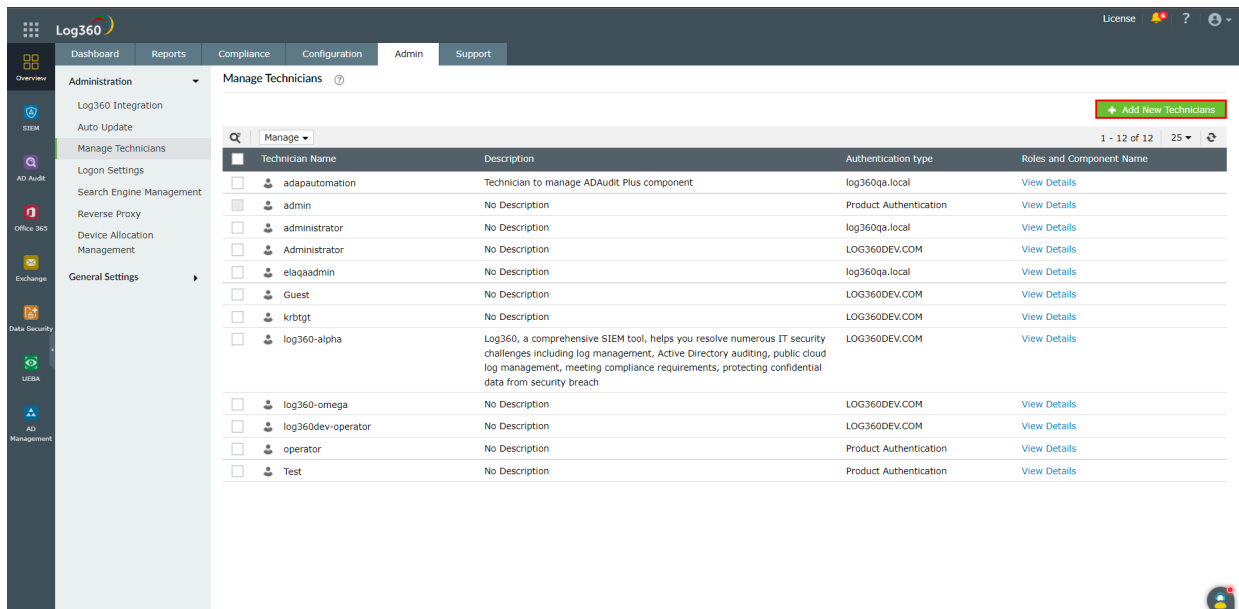 License 6 ?
Log360
Dashboard Reports Compliance Configuration Admin Support
Overview
SIEM
AD Audit
Office 365
Exchange
Data Security
UEBA
AD
Management
Administration
Log360 Integration
Auto Update
Manage Technicians
Logon Settings
Search Engine Management
Reverse Proxy
Device Allocation
Management
General Settings
Manage Technicians ?
+ Add New Technicians
Manage 1 - 12 of 12 25
Technician Name Description Authentication type Roles and Component Name
adapautomation Technician to manage ADAudit Plus component log360qa.local View Details
admin No Description Product Authentication View Details
administrator No Description log360qa.local View Details
Administrator No Description LOG360DEV.COM View Details
elaqaadmin No Description log360qa.local View Details
Guest No Description LOG360DEV.COM View Details
krbtgt No Description LOG360DEV.COM View Details
log360-alpha Log360, a comprehensive SIEM tool, helps you resolve numerous IT security LOG360DEV.COM View Details
challenges including log management, Active Directory auditing, public cloud
log management, meeting compliance requirements, protecting confidential
data from security breach
log360-omega No Description LOG360DEV.COM View Details
log360dev-operator No Description LOG360DEV.COM View Details
operator No Description Product Authentication View Details
Test No Description Product Authentication View Details